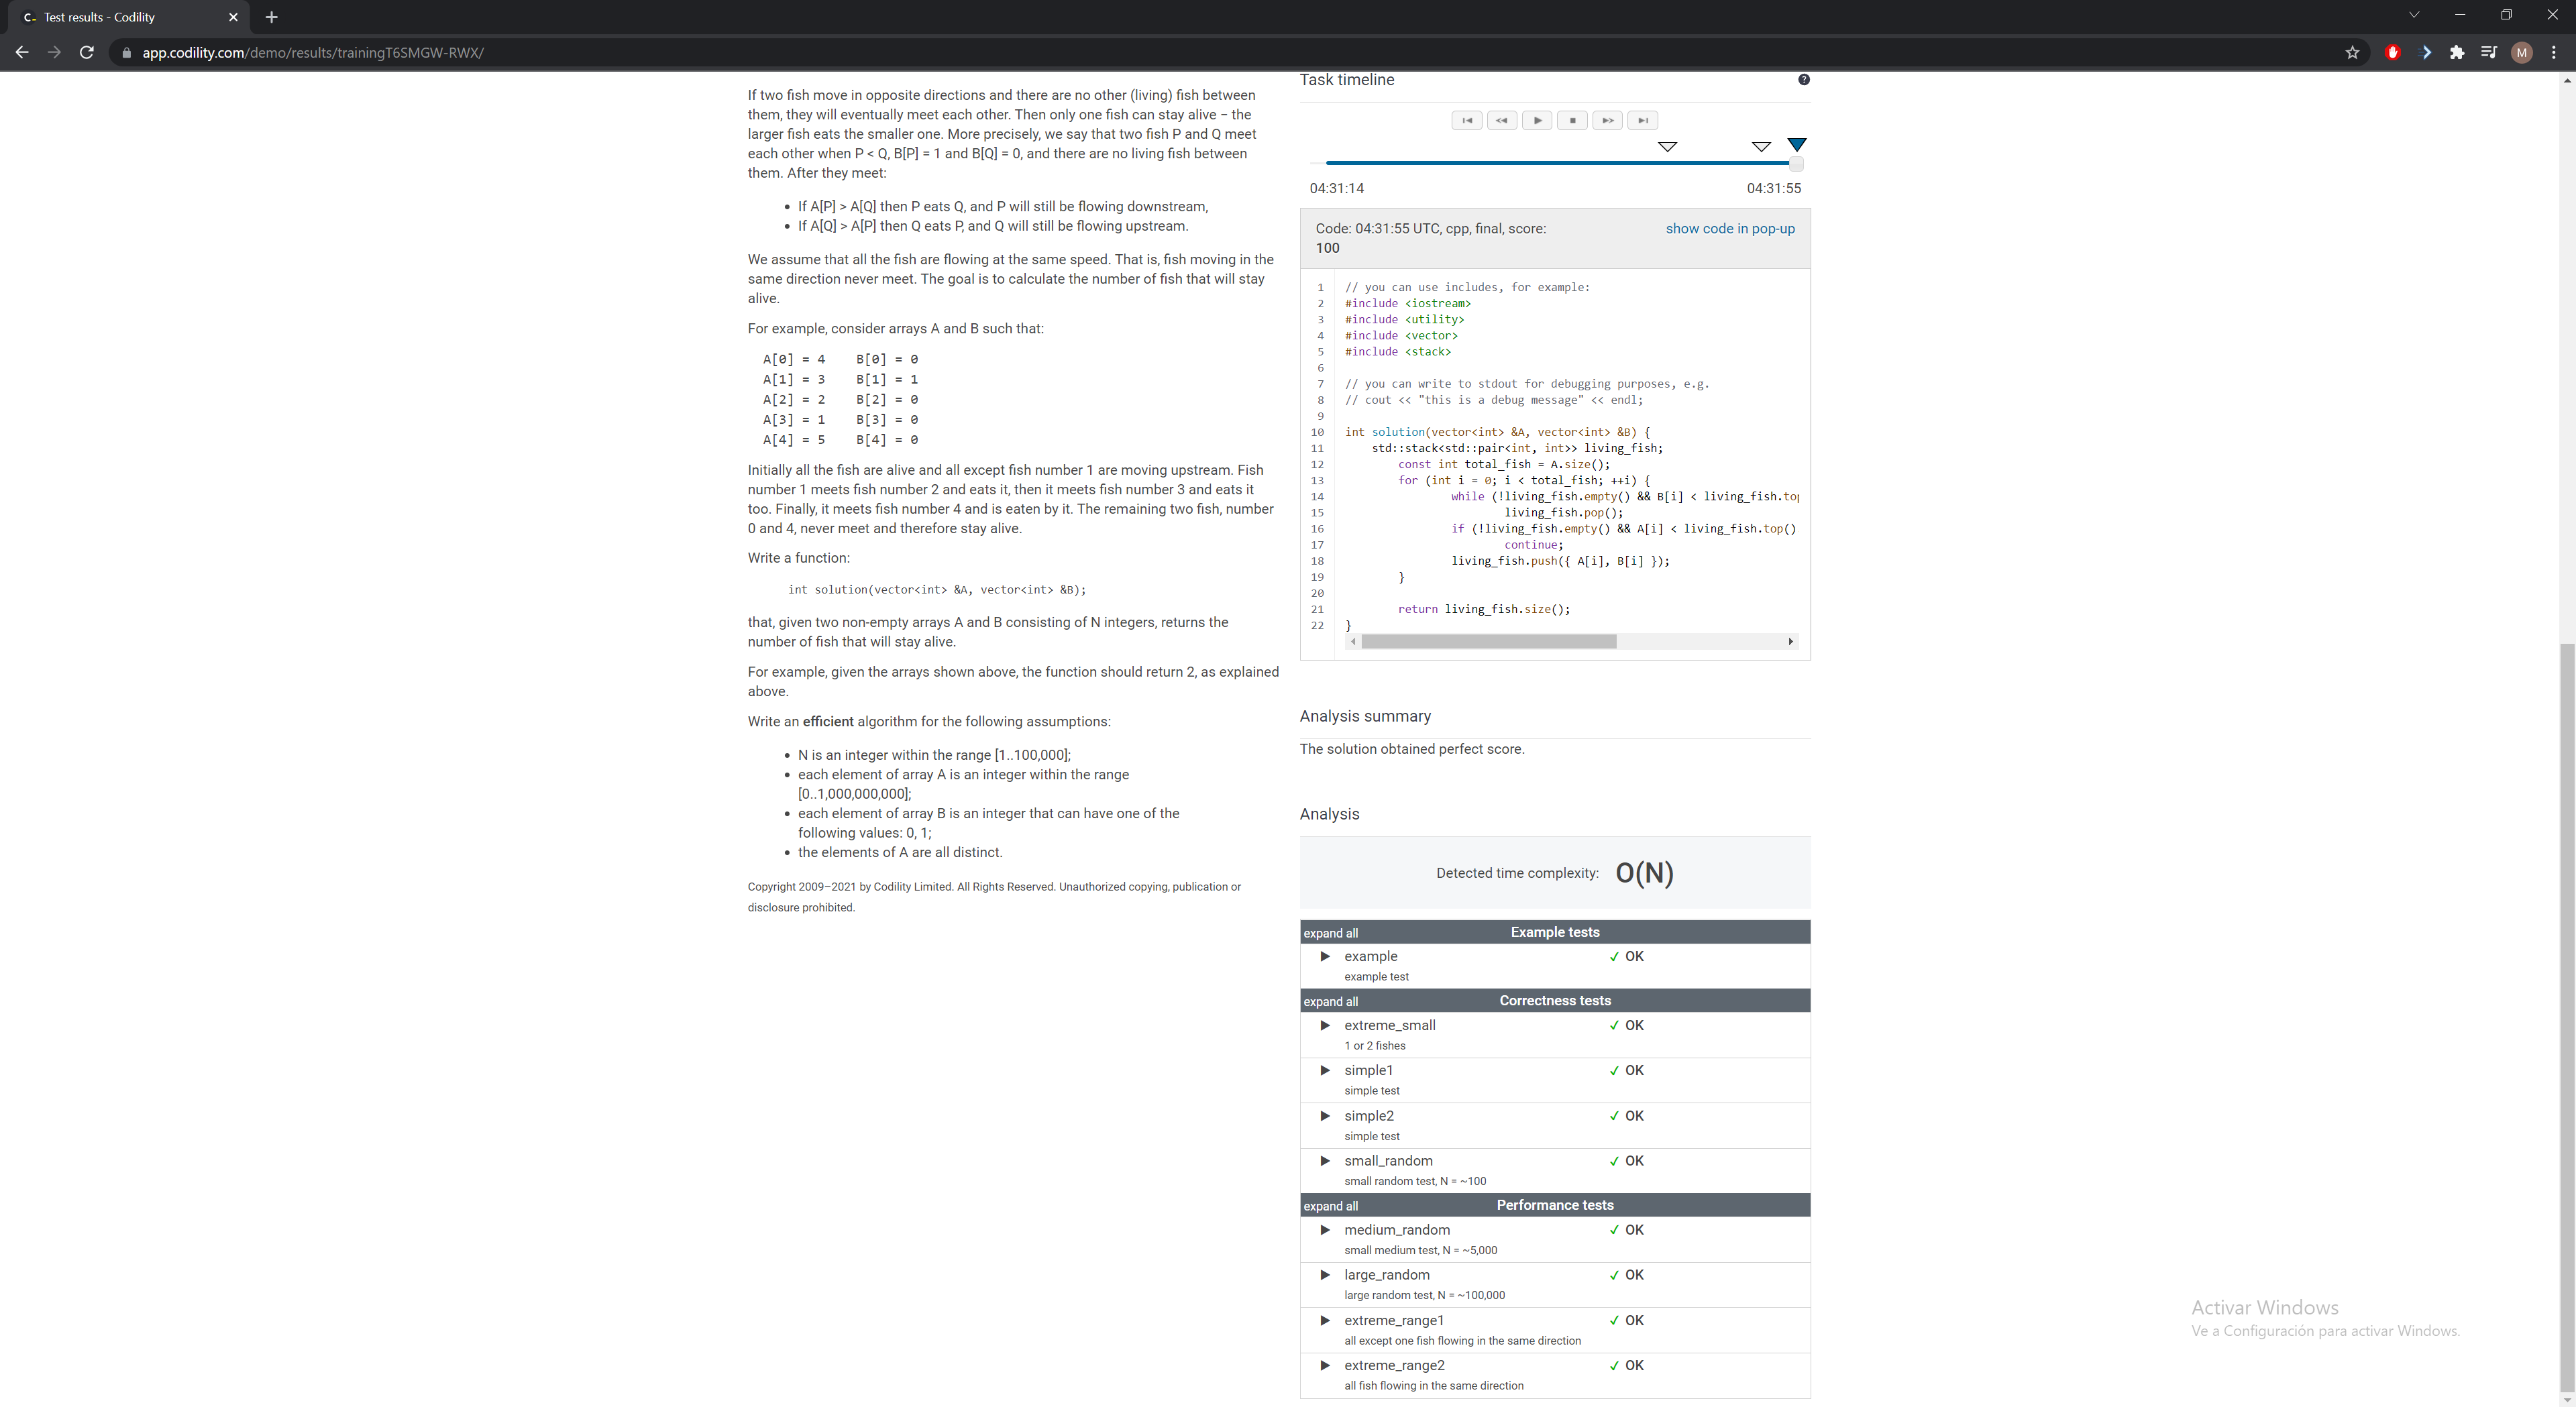 Test results - Codility
app.codility.com/demo/results/trainingT6SMGW-RWX/
M
If two fish move in opposite directions and there are no other (living) fish between
them, they will eventually meet each other. Then only one fish can stay alive − the
larger fish eats the smaller one. More precisely, we say that two fish P and Q meet
each other when P < Q, B[P] = 1 and B[Q] = 0, and there are no living fish between
them. After they meet:
• If A[P] > A[Q] then P eats Q, and P will still be flowing downstream,
• If A[Q] > A[P] then Q eats P, and Q will still be flowing upstream.
We assume that all the fish are flowing at the same speed. That is, fish moving in the
same direction never meet. The goal is to calculate the number of fish that will stay
alive.
For example, consider arrays A and B such that:
A[0] = 4    B[0] = 0
A[1] = 3    B[1] = 1
A[2] = 2    B[2] = 0
A[3] = 1    B[3] = 0
A[4] = 5    B[4] = 0
Initially all the fish are alive and all except fish number 1 are moving upstream. Fish
number 1 meets fish number 2 and eats it, then it meets fish number 3 and eats it
too. Finally, it meets fish number 4 and is eaten by it. The remaining two fish, number
0 and 4, never meet and therefore stay alive.
Write a function:
int solution(vector<int> &A, vector<int> &B);
that, given two non-empty arrays A and B consisting of N integers, returns the
number of fish that will stay alive.
For example, given the arrays shown above, the function should return 2, as explained
above.
Write an efficient algorithm for the following assumptions:
• N is an integer within the range [1..100,000];
• each element of array A is an integer within the range
[0..1,000,000,000];
• each element of array B is an integer that can have one of the
following values: 0, 1;
• the elements of A are all distinct.
Copyright 2009–2021 by Codility Limited. All Rights Reserved. Unauthorized copying, publication or
disclosure prohibited.
Task timeline
?
04:31:14
04:31:55
Code: 04:31:55 UTC, cpp, final, score:
100
show code in pop-up
1 // you can use includes, for example:
2 #include <iostream>
3 #include <utility>
4 #include <vector>
5 #include <stack>
6
7 // you can write to stdout for debugging purposes, e.g.
8 // cout << "this is a debug message" << endl;
9
10 int solution(vector<int> &A, vector<int> &B) {
11     std::stack<std::pair<int, int>> living_fish;
12         const int total_fish = A.size();
13         for (int i = 0; i < total_fish; ++i) {
14                 while (!living_fish.empty() && B[i] < living_fish.top
15                         living_fish.pop();
16                 if (!living_fish.empty() && A[i] < living_fish.top()
17                         continue;
18                 living_fish.push({ A[i], B[i] });
19         }
20
21         return living_fish.size();
22 }
Analysis summary
The solution obtained perfect score.
Analysis
Detected time complexity: O(N)
expand all Example tests
▶ example ✓ OK
example test
expand all Correctness tests
▶ extreme_small ✓ OK
1 or 2 fishes
▶ simple1 ✓ OK
simple test
▶ simple2 ✓ OK
simple test
▶ small_random ✓ OK
small random test, N = ~100
expand all Performance tests
▶ medium_random ✓ OK
small medium test, N = ~5,000
▶ large_random ✓ OK
large random test, N = ~100,000
▶ extreme_range1 ✓ OK
all except one fish flowing in the same direction
▶ extreme_range2 ✓ OK
all fish flowing in the same direction
Activar Windows
Ve a Configuración para activar Windows.